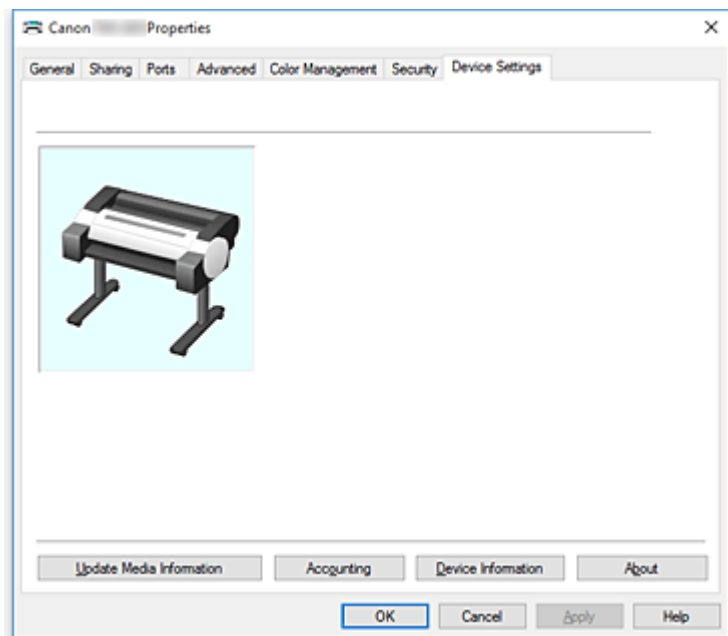 Canon Properties
General Sharing Ports Advanced Color Management Security Device Settings
Update Media Information Accounting Device Information About
OK Cancel Apply Help